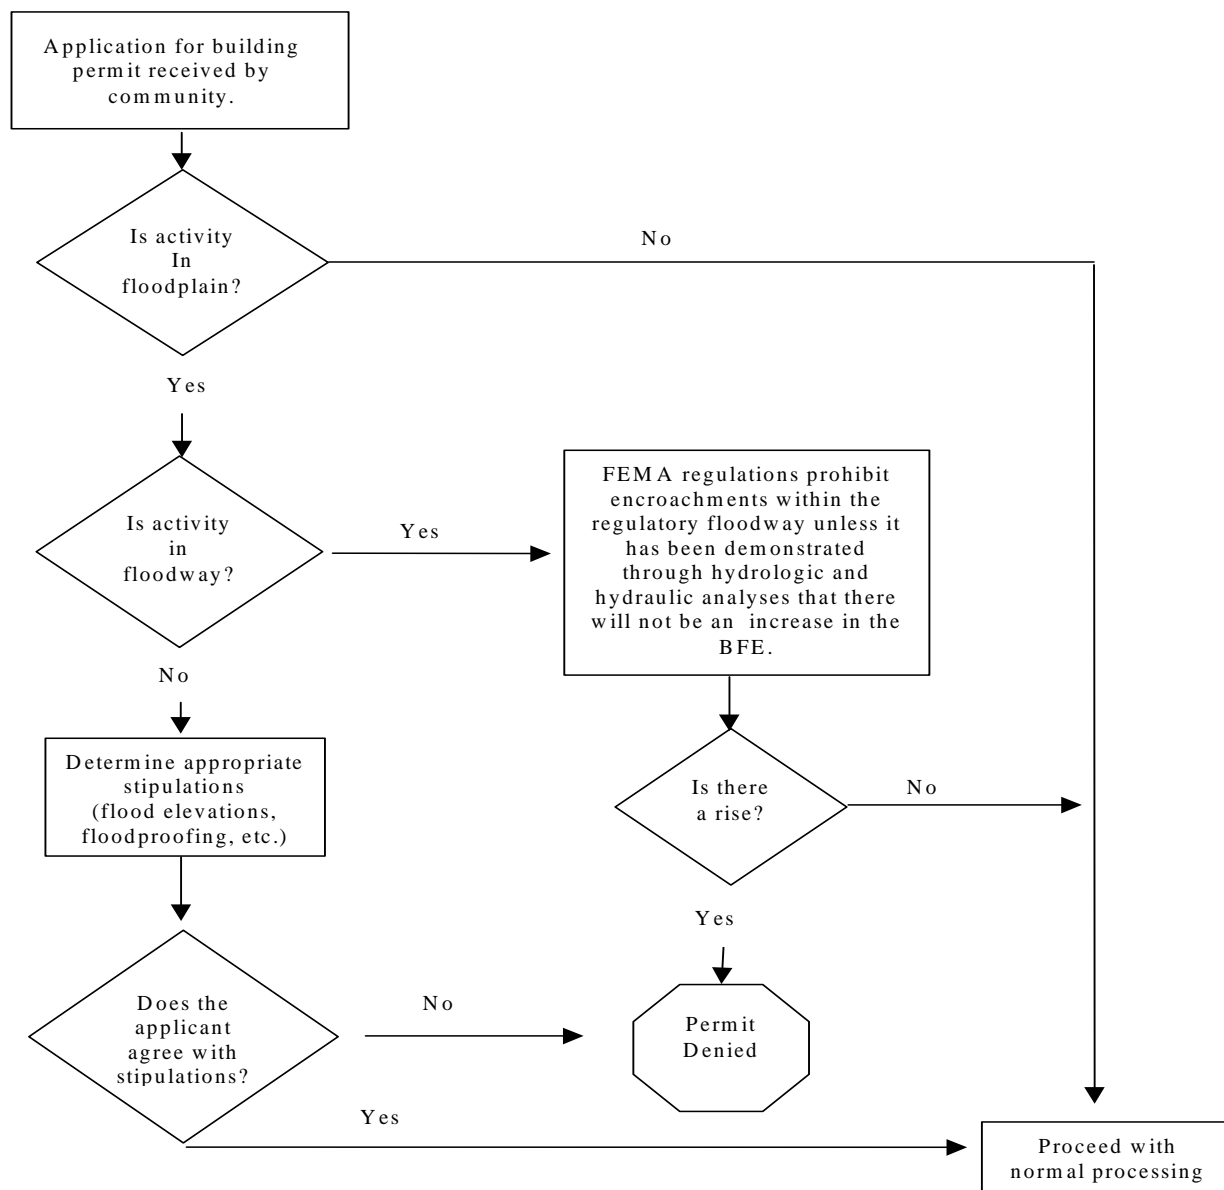 Application for building
permit received by
community.
Is activity
In
floodplain?
No
Yes
Is activity
in
floodway?
Yes
FEMA regulations prohibit
encroachments within the
regulatory floodway unless it
has been demonstrated
through hydrologic and
hydraulic analyses that there
will not be an increase in the
BFE.
No
Determine appropriate
stipulations
(flood elevations,
floodproofing, etc.)
Is there
a rise?
No
Yes
Does the
applicant
agree with
stipulations?
No
Permit
Denied
Yes
Proceed with
normal processing